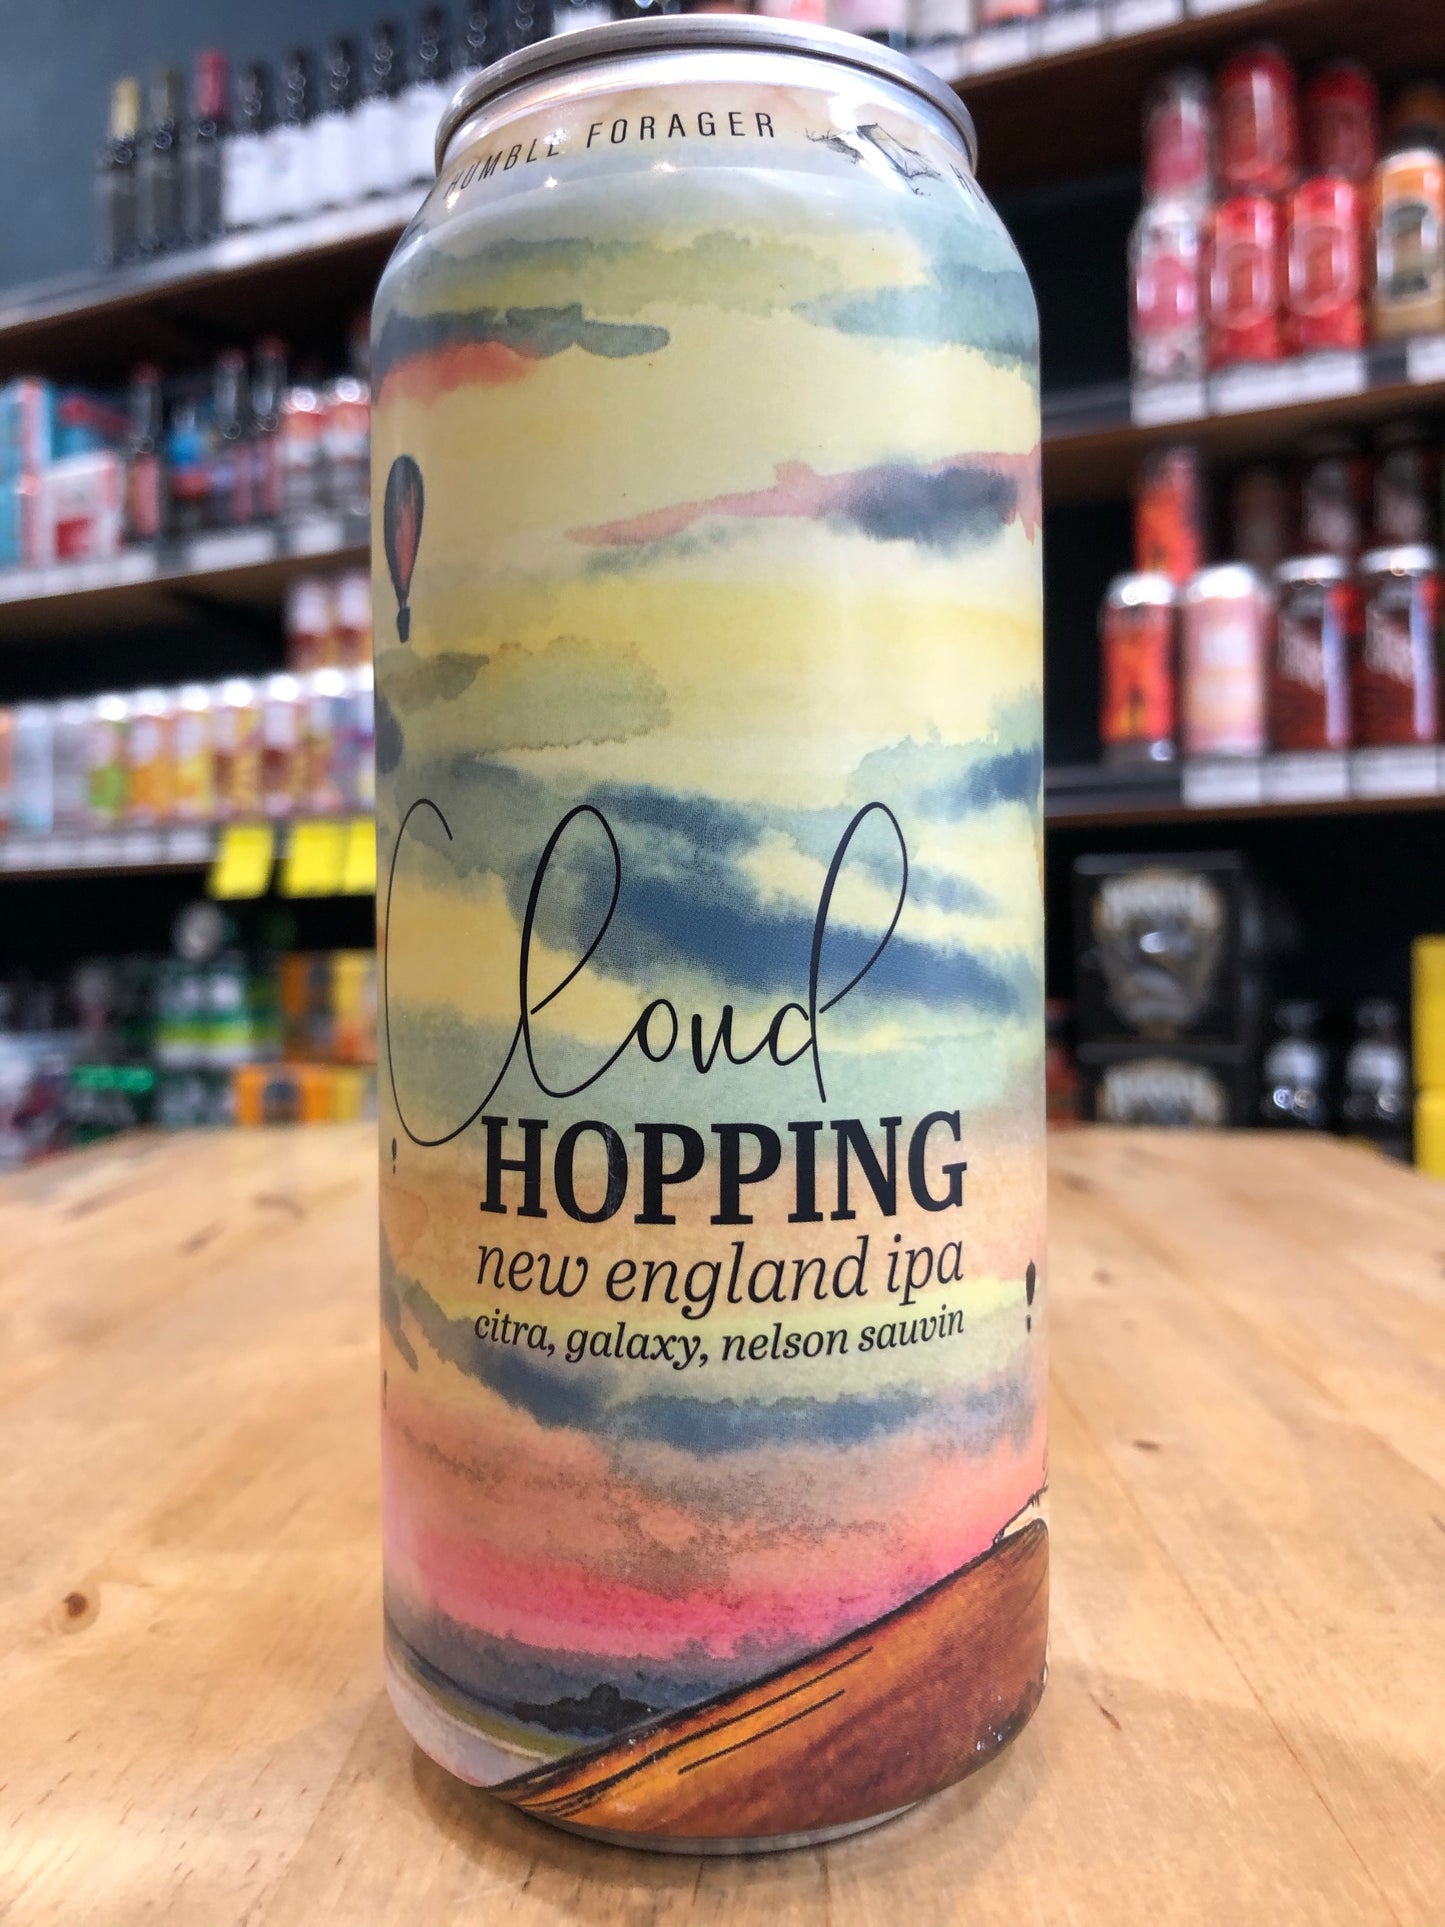 HUMBLE FORAGER
Cloud
HOPPING
new england ipa
citra, galaxy, nelson sauvin